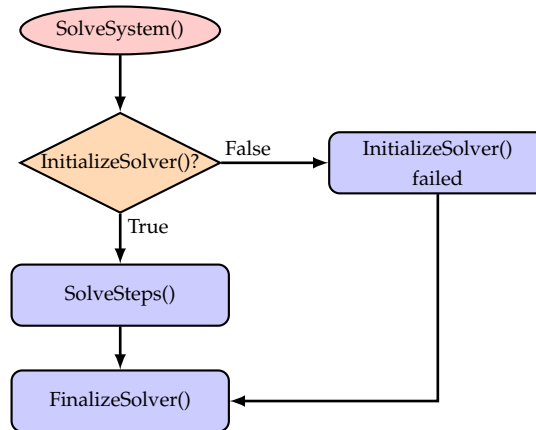 SolveSystem()
InitializeSolver()?
False
InitializeSolver()
failed
True
SolveSteps()
FinalizeSolver()